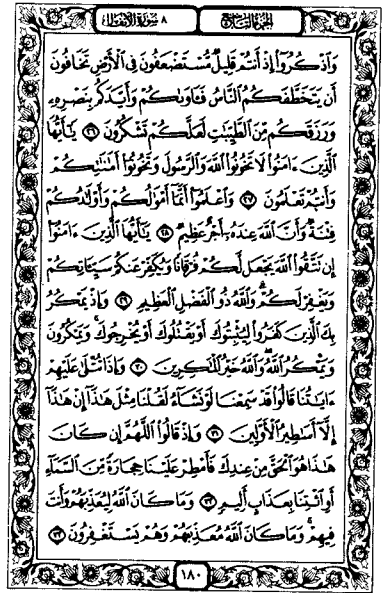 الجزء التاسع
٨ سورة الأنفال
وَٱذْكُرُوٓا۟ إِذْ أَنتُمْ قَلِيلٌ مُّسْتَضْعَفُونَ فِى ٱلْأَرْضِ تَخَافُونَ
أَن يَتَخَطَّفَكُمُ ٱلنَّاسُ فَـَٔاوَىٰكُمْ وَأَيَّدَكُم بِنَصْرِهِۦ
وَرَزَقَكُم مِّنَ ٱلطَّيِّبَـٰتِ لَعَلَّكُمْ تَشْكُرُونَ ٢٦ يَـٰٓأَيُّهَا
ٱلَّذِينَ ءَامَنُوا۟ لَا تَخُونُوا۟ ٱللَّهَ وَٱلرَّسُولَ وَتَخُونُوٓا۟ أَمَـٰنَـٰتِكُمْ
وَأَنتُمْ تَعْلَمُونَ ٢٧ وَٱعْلَمُوٓا۟ أَنَّمَآ أَمْوَٰلُكُمْ وَأَوْلَـٰدُكُمْ
فِتْنَةٌ وَأَنَّ ٱللَّهَ عِندَهُۥٓ أَجْرٌ عَظِيمٌ ٢٨ يَـٰٓأَيُّهَا ٱلَّذِينَ ءَامَنُوٓا۟
إِن تَتَّقُوا۟ ٱللَّهَ يَجْعَل لَّكُمْ فُرْقَانًا وَيُكَفِّرْ عَنكُمْ سَيِّـَٔاتِكُمْ
وَيَغْفِرْ لَكُمْ ۗ وَٱللَّهُ ذُو ٱلْفَضْلِ ٱلْعَظِيمِ ٢٩ وَإِذْ يَمْكُرُ
بِكَ ٱلَّذِينَ كَفَرُوا۟ لِيُثْبِتُوكَ أَوْ يَقْتُلُوكَ أَوْ يُخْرِجُوكَ ۚ وَيَمْكُرُونَ
وَيَمْكُرُ ٱللَّهُ ۖ وَٱللَّهُ خَيْرُ ٱلْمَـٰكِرِينَ ٣٠ وَإِذَا تُتْلَىٰ عَلَيْهِمْ
ءَايَـٰتُنَا قَالُوا۟ قَدْ سَمِعْنَا لَوْ نَشَآءُ لَقُلْنَا مِثْلَ هَـٰذَآ ۙ إِنْ هَـٰذَآ
إِلَّآ أَسَـٰطِيرُ ٱلْأَوَّلِينَ ٣١ وَإِذْ قَالُوا۟ ٱللَّهُمَّ إِن كَانَ
هَـٰذَا هُوَ ٱلْحَقَّ مِنْ عِندِكَ فَأَمْطِرْ عَلَيْنَا حِجَارَةً مِّنَ ٱلسَّمَآءِ
أَوِ ٱئْتِنَا بِعَذَابٍ أَلِيمٍ ٣٢ وَمَا كَانَ ٱللَّهُ لِيُعَذِّبَهُمْ وَأَنتَ
فِيهِمْ ۚ وَمَا كَانَ ٱللَّهُ مُعَذِّبَهُمْ وَهُمْ يَسْتَغْفِرُونَ ٣٣
١٨٠